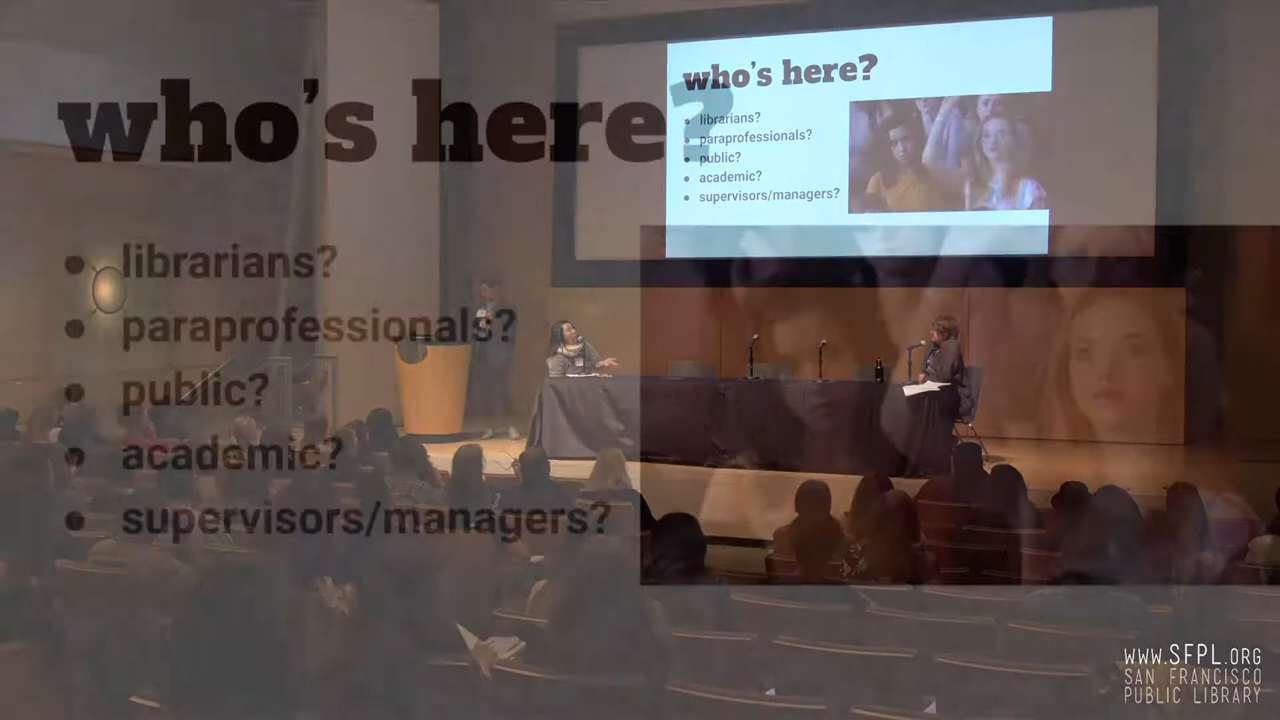 who's here?
• librarians?
• paraprofessionals?
• public?
• academic?
• supervisors/managers?
who's here?
• librarians?
• paraprofessionals?
• public?
• academic?
• supervisors/managers?
WWW.SFPL.ORG
SAN FRANCISCO
PUBLIC LIBRARY